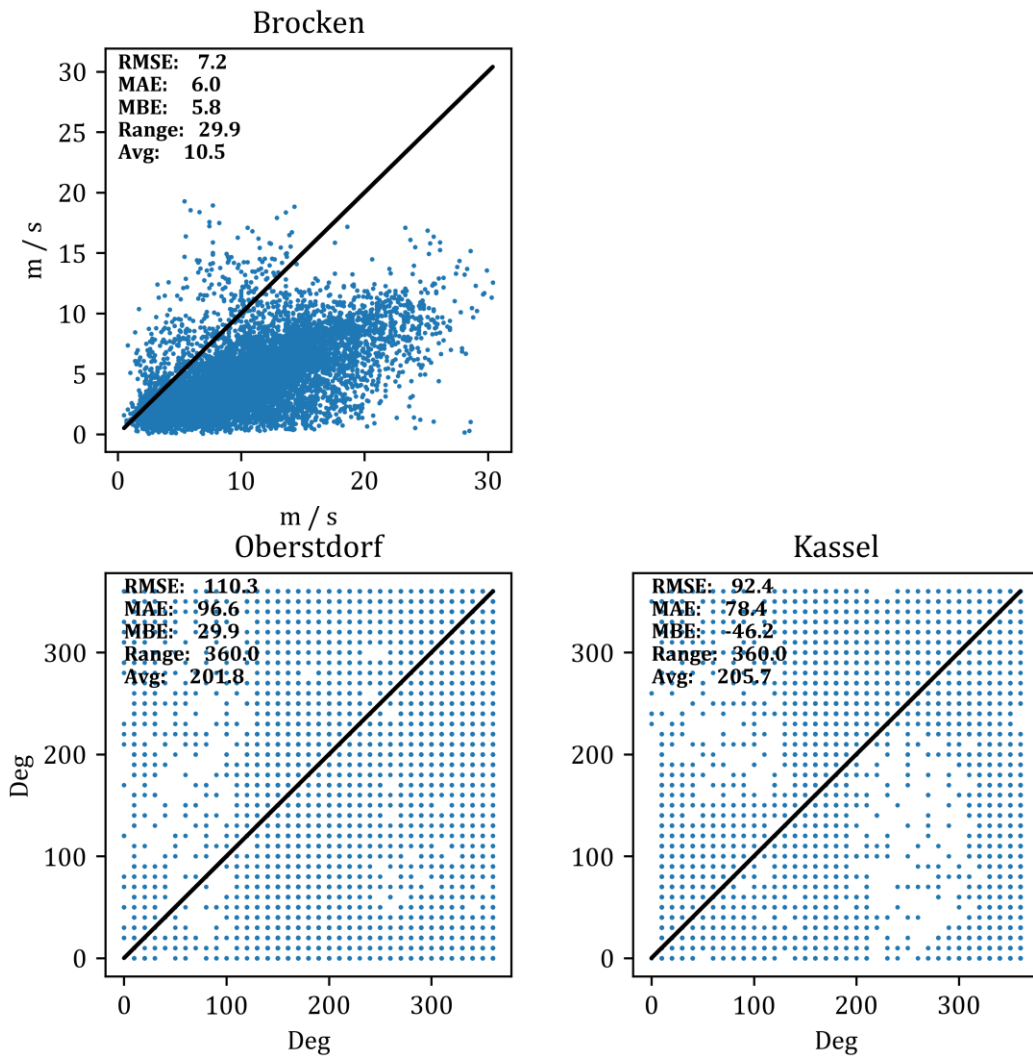 Brocken
RMSE: 7.2
MAE: 6.0
MBE: 5.8
Range: 29.9
Avg: 10.5
30
25
20
15
10
5
0
m / s
0 10 20 30
m / s
Oberstdorf
RMSE: 110.3
MAE: 96.6
MBE: 29.9
Range: 360.0
Avg: 201.8
300
200
100
0
Deg
0 100 200 300
Deg
Kassel
RMSE: 92.4
MAE: 78.4
MBE: -46.2
Range: 360.0
Avg: 205.7
300
200
100
0
0 100 200 300
Deg